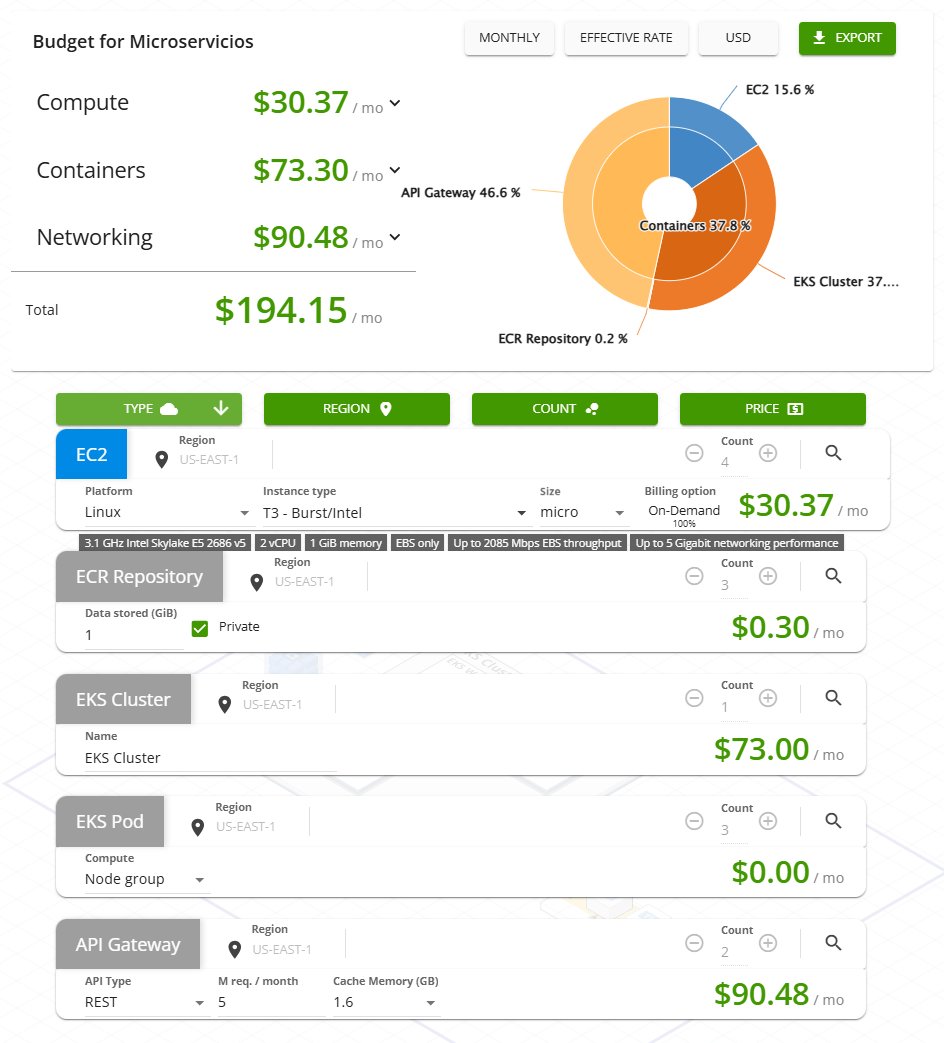 Budget for Microservicios
MONTHLY
EFFECTIVE RATE
USD
EXPORT
Compute
$30.37 / mo
Containers
$73.30 / mo
Networking
$90.48 / mo
Total
$194.15 / mo
EC2 15.6 %
API Gateway 46.6 %
Containers 37.8 %
EKS Cluster 37....
ECR Repository 0.2 %
TYPE
REGION
COUNT
PRICE
EC2
Region
US-EAST-1
Count
4
Platform
Linux
Instance type
T3 - Burst/Intel
Size
micro
Billing option
On-Demand
100%
$30.37 / mo
3.1 GHz Intel Skylake E5 2686 v5
2 vCPU
1 GiB memory
EBS only
Up to 2085 Mbps EBS throughput
Up to 5 Gigabit networking performance
ECR Repository
Region
US-EAST-1
Count
3
Data stored (GiB)
1
Private
$0.30 / mo
EKS Cluster
Region
US-EAST-1
Count
1
Name
EKS Cluster
$73.00 / mo
EKS Pod
Region
US-EAST-1
Count
3
Compute
Node group
$0.00 / mo
API Gateway
Region
US-EAST-1
Count
2
API Type
REST
M req. / month
5
Cache Memory (GB)
1.6
$90.48 / mo